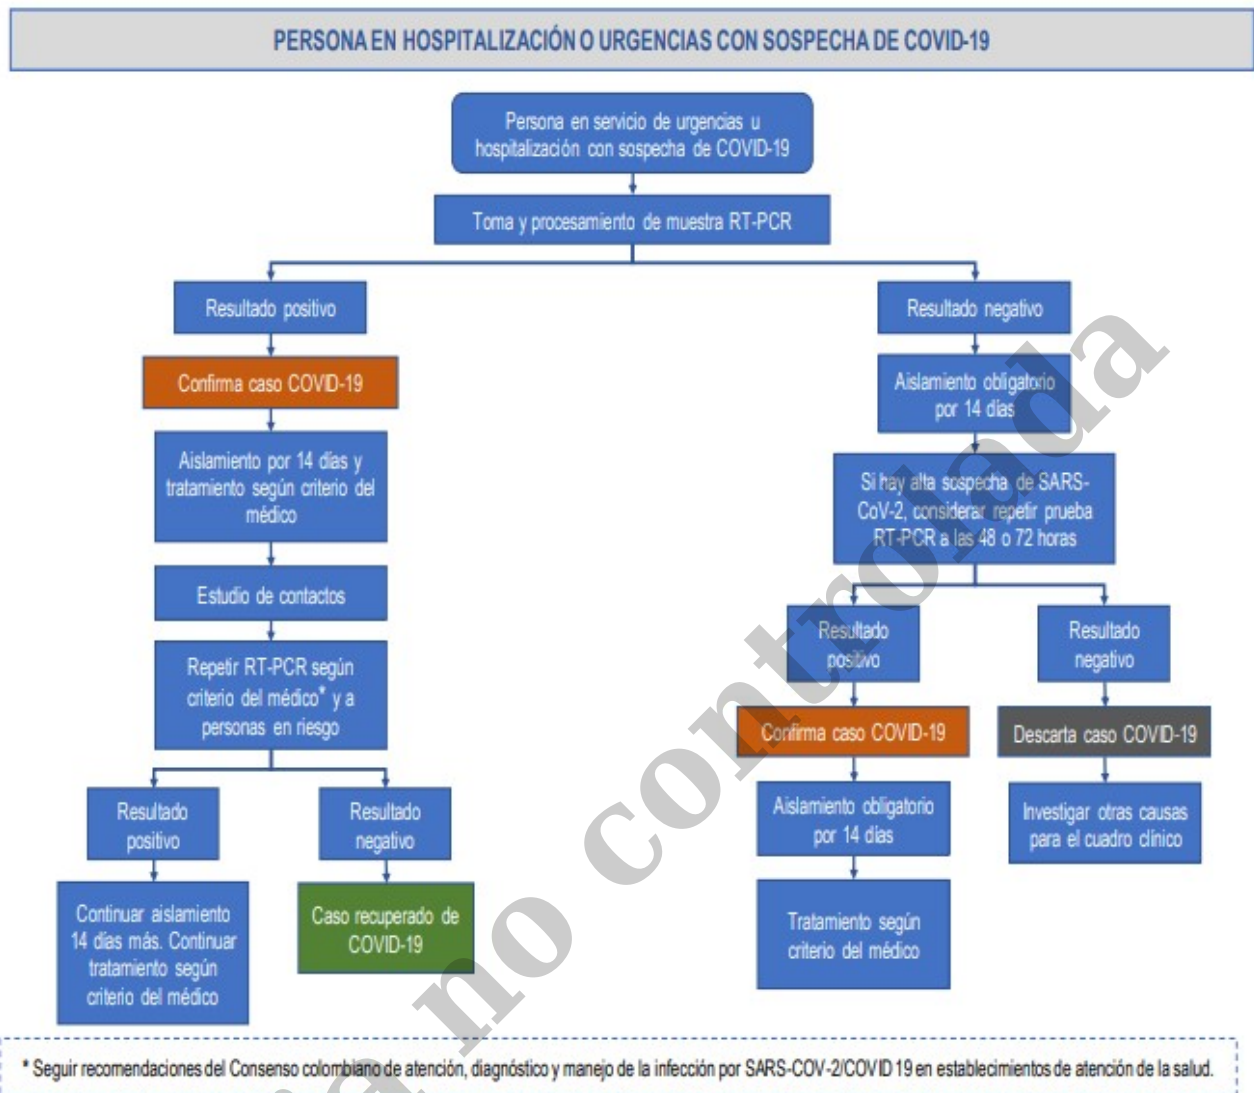 PERSONA EN HOSPITALIZACIÓN O URGENCIAS CON SOSPECHA DE COVID-19
Persona en servicio de urgencias u
hospitalización con sospecha de COVID-19
Toma y procesamiento de muestra RT-PCR
Resultado positivo
Confirma caso COVID-19
Aislamiento por 14 días y
tratamiento según criterio del
médico
Estudio de contactos
Repetir RT-PCR según
criterio del médico* y a
personas en riesgo
Resultado
positivo
Continuar aislamiento
14 días más. Continuar
tratamiento según
criterio del médico
Resultado
negativo
Caso recuperado de
COVID-19
Resultado negativo
Aislamiento obligatorio
por 14 días
Si hay alta sospecha de SARS-
CoV-2, considerar repetir prueba
RT-PCR a las 48 o 72 horas
Resultado
positivo
Confirma caso COVID-19
Aislamiento obligatorio
por 14 días
Tratamiento según
criterio del médico
Resultado
negativo
Descarta caso COVID-19
Investigar otras causas
para el cuadro clínico
* Seguir recomendaciones del Consenso colombiano de atención, diagnóstico y manejo de la infección por SARS-COV-2/COVID 19 en establecimientos de atención de la salud.
no controlada